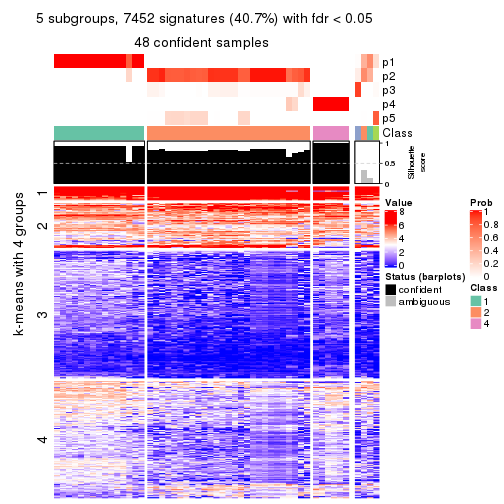 5 subgroups, 7452 signatures (40.7%) with fdr < 0.05
48 confident samples
p1
p2
p3
p4
p5
Class
1
0.5
0
Silhouette
score
k-means with 4 groups
1
2
3
4
Value
8
6
4
2
0
Status (barplots)
confident
ambiguous
Prob
1
0.8
0.6
0.4
0.2
0
Class
1
2
4